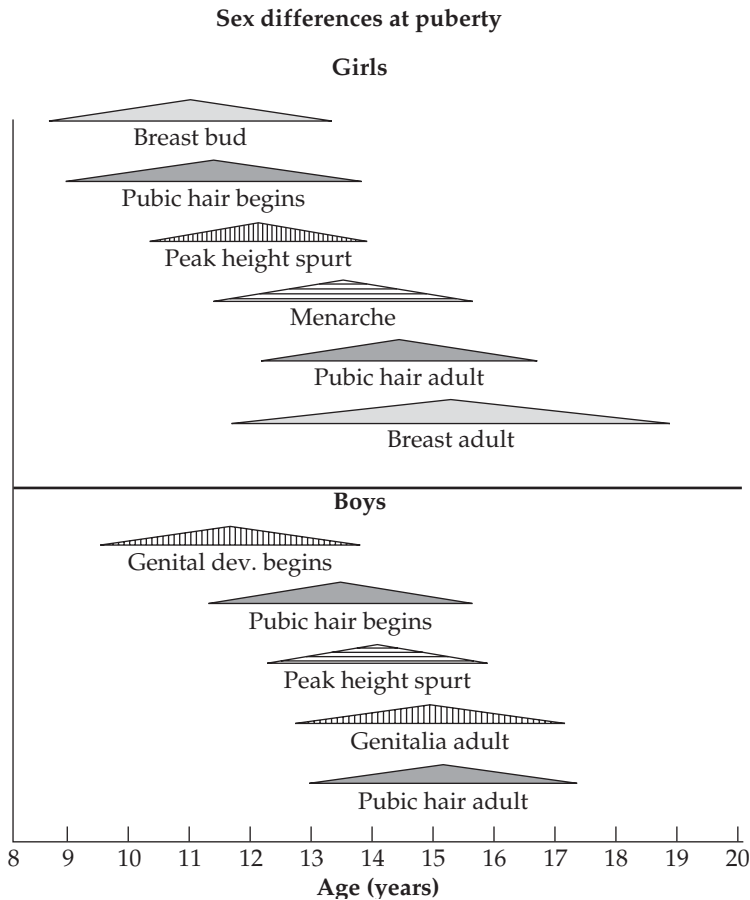 Sex differences at puberty
Girls
Breast bud
Pubic hair begins
Peak height spurt
Menarche
Pubic hair adult
Breast adult
Boys
Genital dev. begins
Pubic hair begins
Peak height spurt
Genitalia adult
Pubic hair adult
8 9 10 11 12 13 14 15 16 17 18 19 20
Age (years)